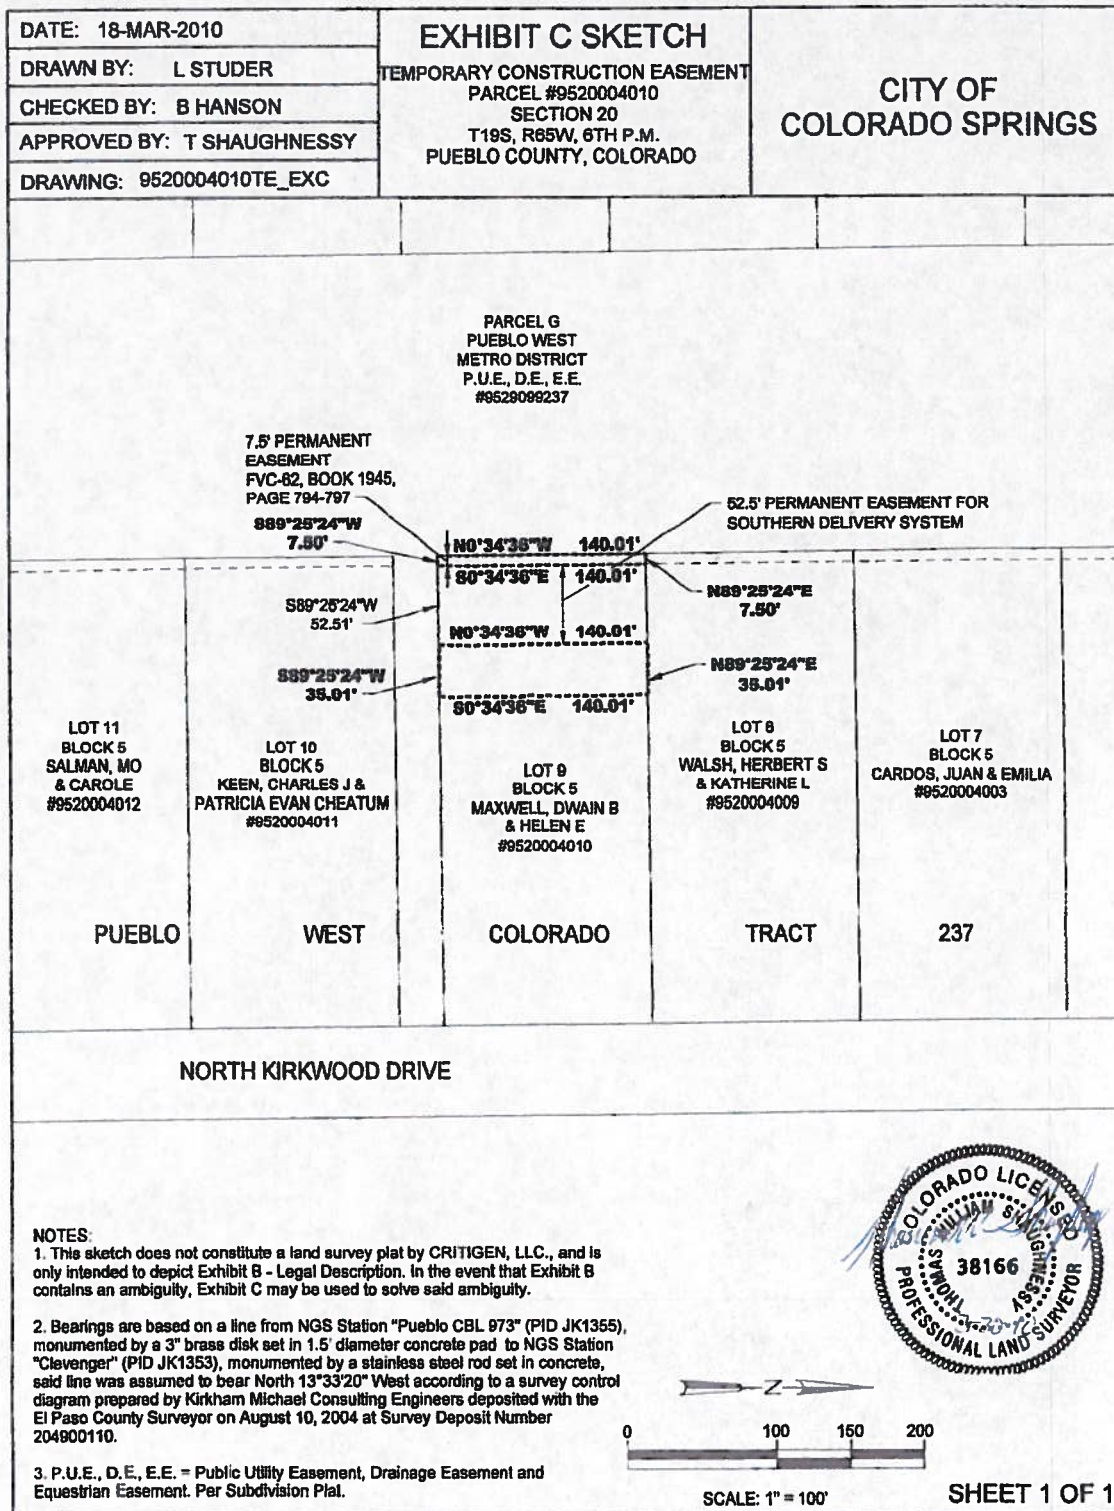 DATE: 18-MAR-2010
DRAWN BY: L STUDER
CHECKED BY: B HANSON
APPROVED BY: T SHAUGHNESSY
DRAWING: 9520004010TE_EXC
EXHIBIT C SKETCH
TEMPORARY CONSTRUCTION EASEMENT
PARCEL #9520004010
SECTION 20
T19S, R65W, 6TH P.M.
PUEBLO COUNTY, COLORADO
CITY OF
COLORADO SPRINGS
PARCEL G
PUEBLO WEST
METRO DISTRICT
P.U.E., D.E., E.E.
#9529099237
7.5' PERMANENT
EASEMENT
FVC-62, BOOK 1945,
PAGE 794-797
52.5' PERMANENT EASEMENT FOR
SOUTHERN DELIVERY SYSTEM
S89°25'24"W
7.50'
N0°34'36"W 140.01'
S0°34'36"E 140.01'
N89°25'24"E
7.50'
S89°25'24"W
52.51'
N0°34'36"W 140.01'
S89°25'24"W
35.01'
N89°25'24"E
35.01'
S0°34'36"E 140.01'
LOT 11
BLOCK 5
SALMAN, MO
& CAROLE
#9520004012
LOT 10
BLOCK 5
KEEN, CHARLES J &
PATRICIA EVAN CHEATUM
#9520004011
LOT 9
BLOCK 5
MAXWELL, DWAIN B
& HELEN E
#9520004010
LOT 8
BLOCK 5
WALSH, HERBERT S
& KATHERINE L
#9520004009
LOT 7
BLOCK 5
CARDOS, JUAN & EMILIA
#9520004003
PUEBLO WEST COLORADO TRACT 237
NORTH KIRKWOOD DRIVE
NOTES:
1. This sketch does not constitute a land survey plat by CRITIGEN, LLC., and is
only intended to depict Exhibit B - Legal Description. In the event that Exhibit B
contains an ambiguity, Exhibit C may be used to solve said ambiguity.
2. Bearings are based on a line from NGS Station "Pueblo CBL 973" (PID JK1355),
monumented by a 3" brass disk set in 1.5' diameter concrete pad to NGS Station
"Clevenger" (PID JK1353), monumented by a stainless steel rod set in concrete,
said line was assumed to bear North 13°33'20" West according to a survey control
diagram prepared by Kirkham Michael Consulting Engineers deposited with the
El Paso County Surveyor on August 10, 2004 at Survey Deposit Number
204900110.
3. P.U.E., D.E., E.E. = Public Utility Easement, Drainage Easement and
Equestrian Easement. Per Subdivision Plat.
COLORADO LICENSED
PROFESSIONAL LAND SURVEYOR
THOMAS WILLIAM SHAUGHNESSY
38166
Z
0 100 150 200
SCALE: 1" = 100'
SHEET 1 OF 1